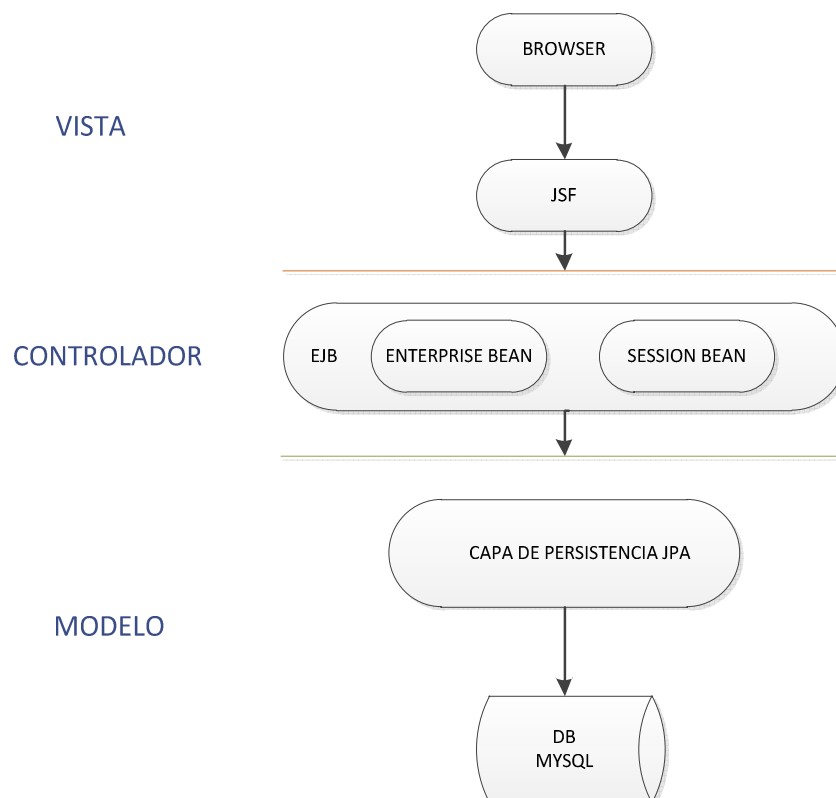 BROWSER
VISTA
JSF
CONTROLADOR
EJB
ENTERPRISE BEAN
SESSION BEAN
CAPA DE PERSISTENCIA JPA
MODELO
DB
MYSQL